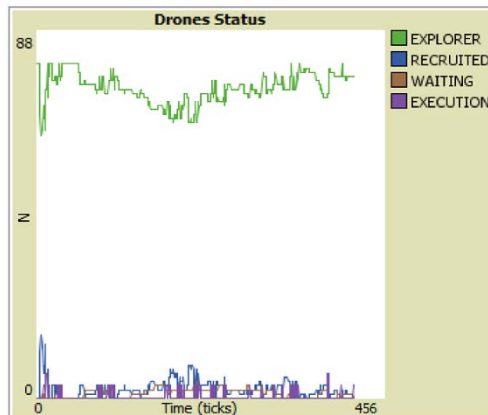 Drones Status
88
N
0
0
Time (ticks)
456
EXPLORER
RECRUITED
WAITING
EXECUTION